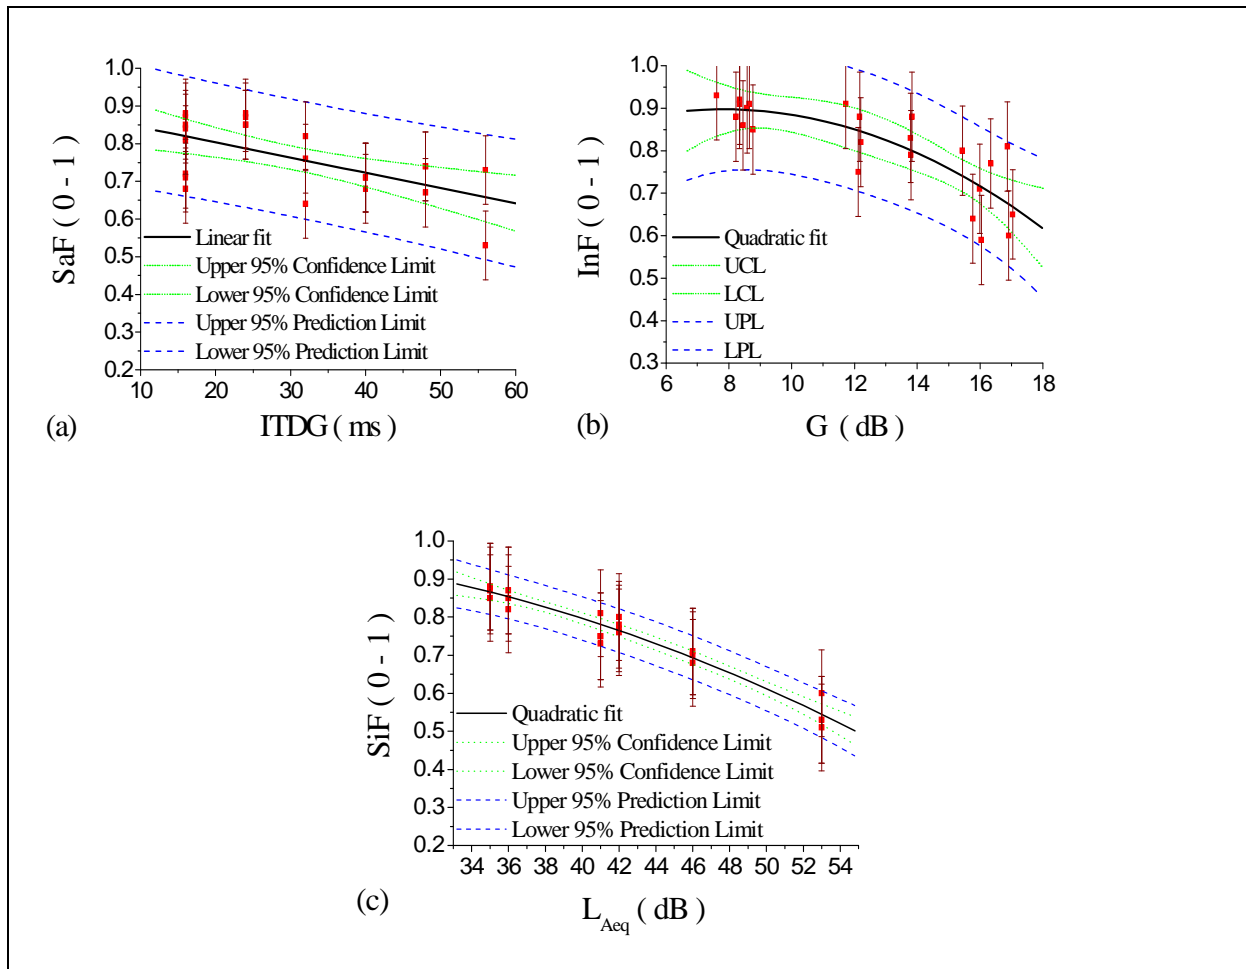 1.0
0.9
0.8
0.7
0.6
0.5
0.4
0.3
0.2
SaF ( 0 - 1 )
Linear fit
Upper 95% Confidence Limit
Lower 95% Confidence Limit
Upper 95% Prediction Limit
Lower 95% Prediction Limit
10 20 30 40 50 60
(a) ITDG ( ms )
1.0
0.9
0.8
0.7
0.6
0.5
0.4
0.3
InF ( 0 - 1 )
Quadratic fit
UCL
LCL
UPL
LPL
6 8 10 12 14 16 18
(b) G ( dB )
1.0
0.9
0.8
0.7
0.6
0.5
0.4
0.3
0.2
SiF ( 0 - 1 )
Quadratic fit
Upper 95% Confidence Limit
Lower 95% Confidence Limit
Upper 95% Prediction Limit
Lower 95% Prediction Limit
34 36 38 40 42 44 46 48 50 52 54
(c) L_Aeq ( dB )